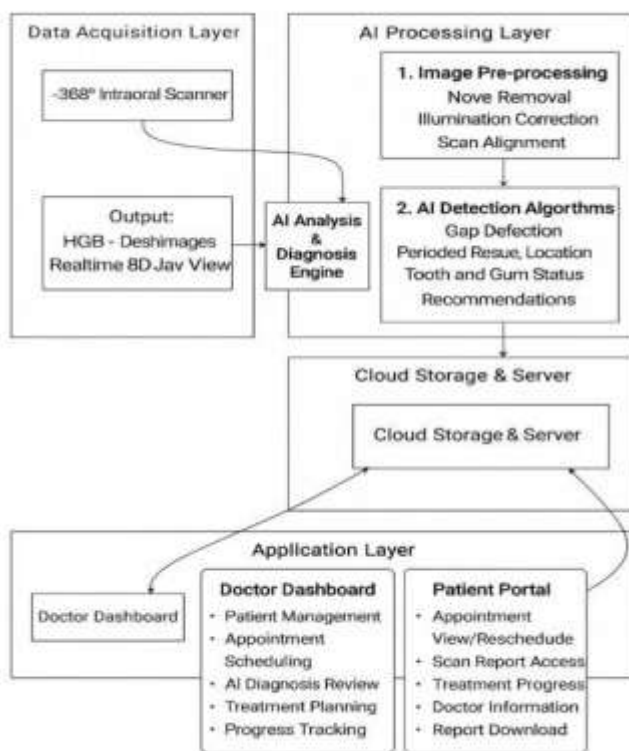 Data Acquisition Layer
-368° Intraoral Scanner
Output:
HGB - Deshimages
Realtime 8D Jav View
AI Analysis
&
Diagnosis
Engine
AI Processing Layer
1. Image Pre-processing
Nove Removal
Illumination Correction
Scan Alignment
2. AI Detection Algorthms
Gap Defection
Perioded Resue, Location
Tooth and Gum Status
Recommendations
Cloud Storage & Server
Cloud Storage & Server
Application Layer
Doctor Dashboard
Doctor Dashboard
• Patient Management
• Appointment
Scheduling
• AI Diagnosis Review
• Treatment Planning
• Progress Tracking
Patient Portal
• Appointment
View/Reschedude
• Scan Report Access
• Treatment Progress
• Doctor Information
• Report Download